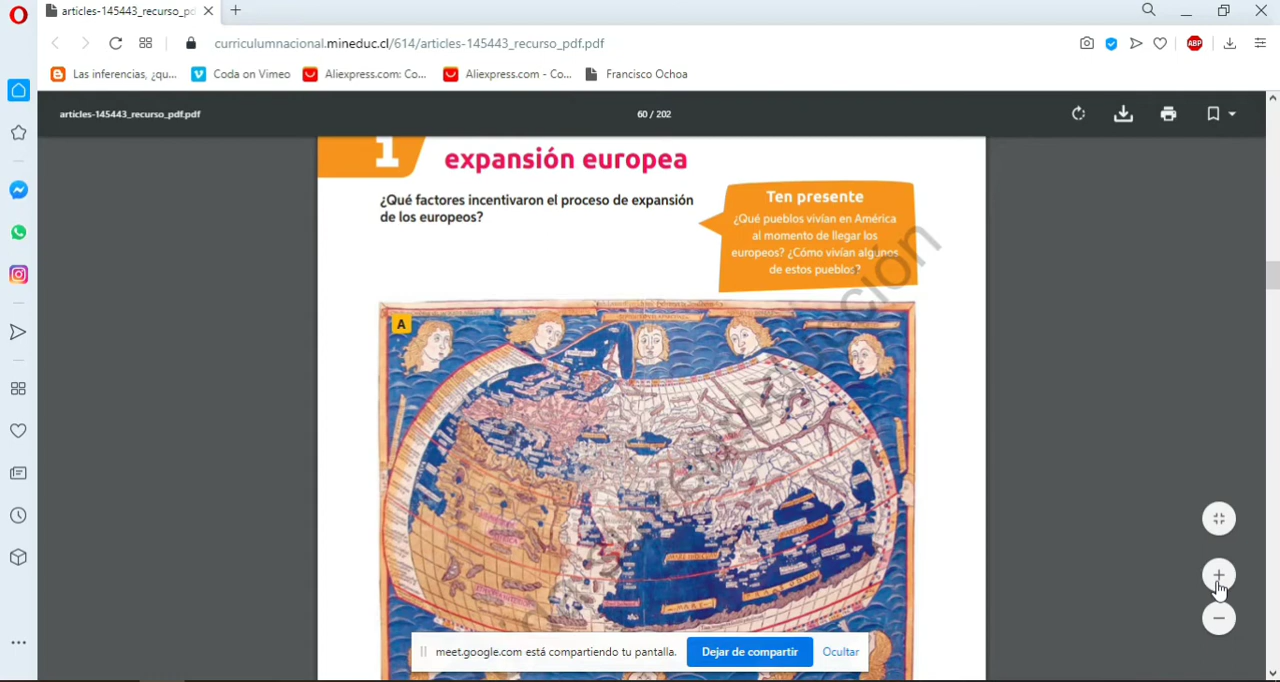 articles-145443_recurso_pd
curriculumnacional.mineduc.cl/614/articles-145443_recurso_pdf.pdf
ABP
Las inferencias, ¿qu...
Coda on Vimeo
Aliexpress.com: Co...
Aliexpress.com - Co...
Francisco Ochoa
articles-145443_recurso_pdf.pdf
60 / 202
1
expansión europea
¿Qué factores incentivaron el proceso de expansión
de los europeos?
Ten presente
¿Qué pueblos vivían en América
al momento de llegar los
europeos? ¿Cómo vivían algunos
de estos pueblos?
A
meet.google.com está compartiendo tu pantalla.
Dejar de compartir
Ocultar